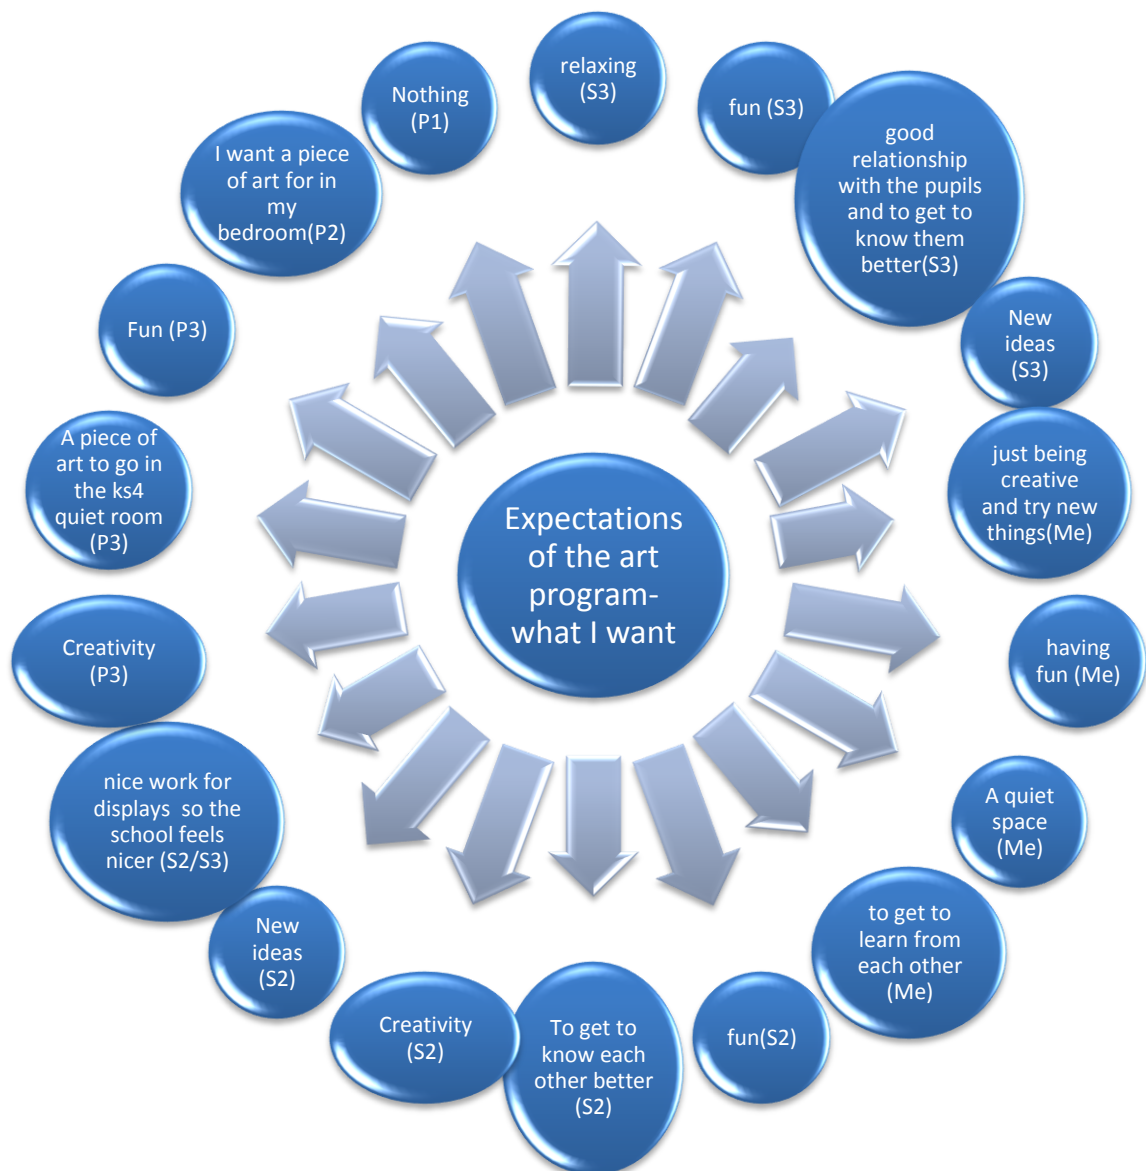 relaxing
(S3)
fun (S3)
good
relationship
with the pupils
and to get to
know them
better(S3)
New
ideas
(S3)
just being
creative
and try new
things(Me)
having
fun (Me)
A quiet
space
(Me)
to get to
learn from
each other
(Me)
fun(S2)
To get to
know each
other better
(S2)
Creativity
(S2)
New
ideas
(S2)
nice work for
displays  so the
school feels
nicer (S2/S3)
Creativity
(P3)
A piece of
art to go in
the ks4
quiet room
(P3)
Fun (P3)
I want a piece
of art for in
my
bedroom(P2)
Nothing
(P1)
Expectations
of the art
program-
what I want